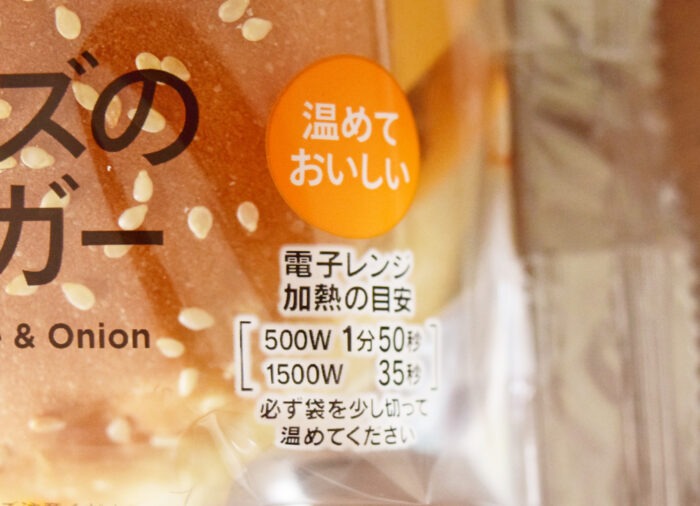 ズの
ガー
& Onion
温めて
おいしい
電子レンジ
加熱の目安
500W 1分50秒
1500W 35秒
必ず袋を少し切って
温めてください